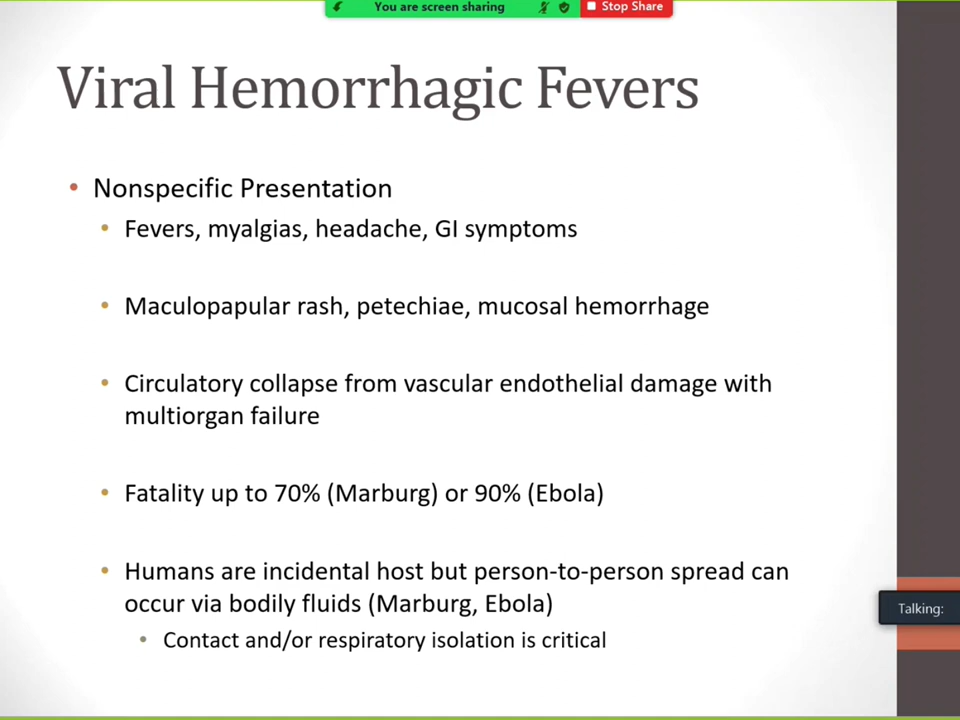 You are screen sharing
Stop Share
Viral Hemorrhagic Fevers
• Nonspecific Presentation
• Fevers, myalgias, headache, GI symptoms
• Maculopapular rash, petechiae, mucosal hemorrhage
• Circulatory collapse from vascular endothelial damage with
multiorgan failure
• Fatality up to 70% (Marburg) or 90% (Ebola)
• Humans are incidental host but person-to-person spread can
occur via bodily fluids (Marburg, Ebola)
• Contact and/or respiratory isolation is critical
Talking: